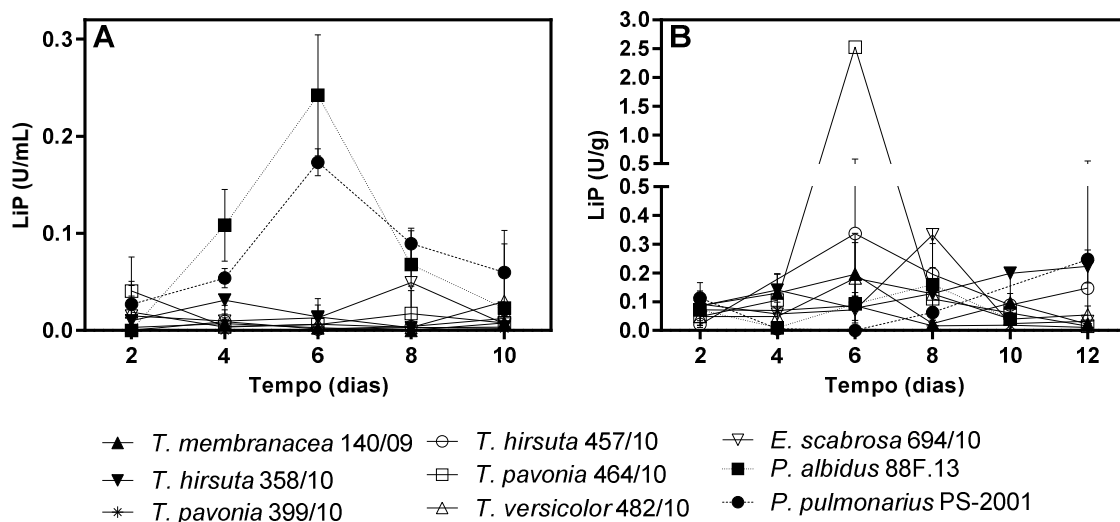 A
LiP (U/mL)
0.3
0.2
0.1
0.0
2 4 6 8 10
Tempo (dias)
B
LiP (U/g)
3.0
2.5
2.0
1.5
1.0
0.5
0.5
0.4
0.3
0.2
0.1
0.0
2 4 6 8 10 12
Tempo (dias)
T. membranacea 140/09
T. hirsuta 358/10
T. pavonia 399/10
T. hirsuta 457/10
T. pavonia 464/10
T. versicolor 482/10
E. scabrosa 694/10
P. albidus 88F.13
P. pulmonarius PS-2001